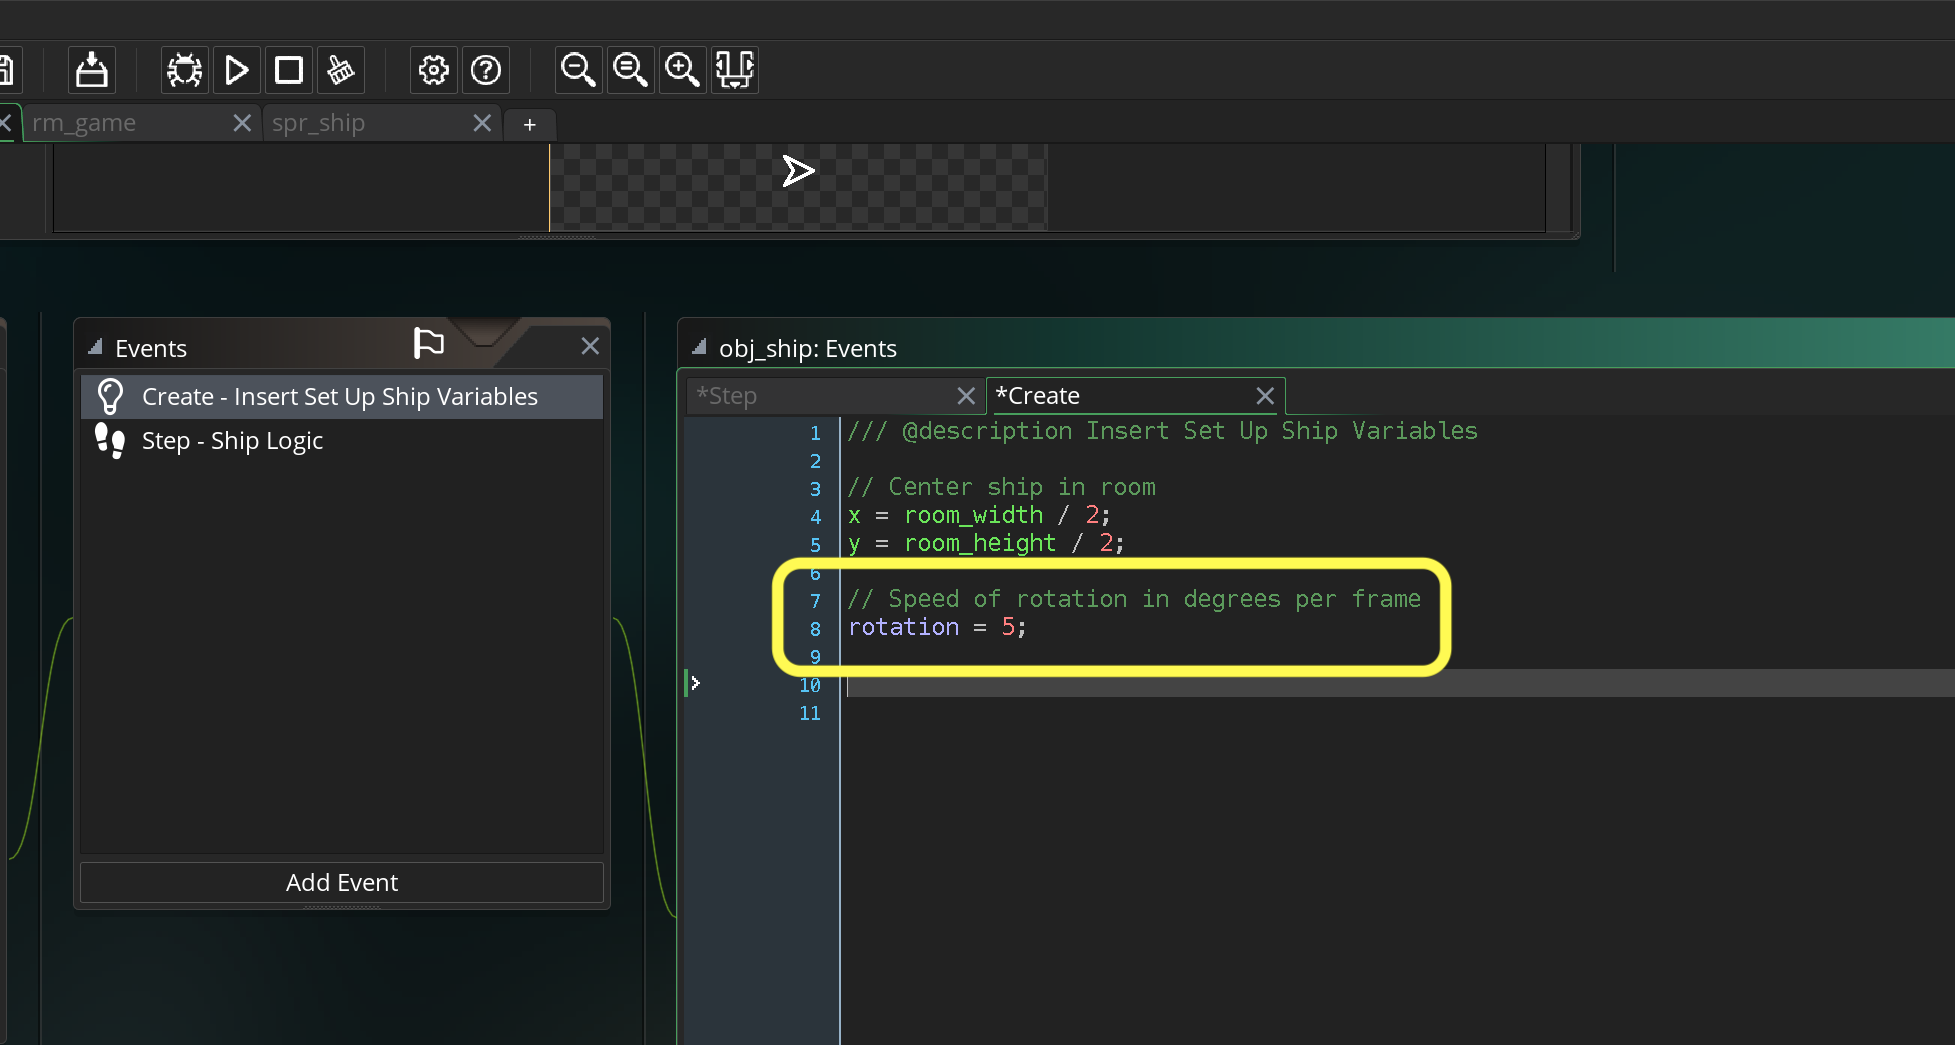 rm_game
spr_ship
+
Events
Create - Insert Set Up Ship Variables
Step - Ship Logic
Add Event
obj_ship: Events
*Step
*Create
1 /// @description Insert Set Up Ship Variables
2
3 // Center ship in room
4 x = room_width / 2;
5 y = room_height / 2;
6
7 // Speed of rotation in degrees per frame
8 rotation = 5;
9
10
11